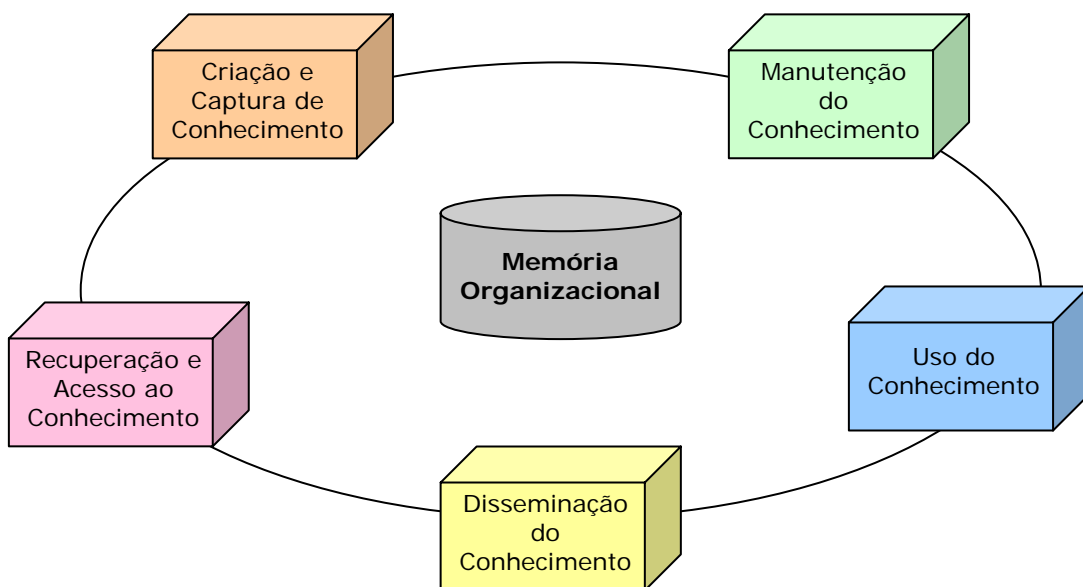 Criação e
Captura de
Conhecimento
Manutenção
do
Conhecimento
Memória
Organizacional
Recuperação e
Acesso ao
Conhecimento
Uso do
Conhecimento
Disseminação
do
Conhecimento